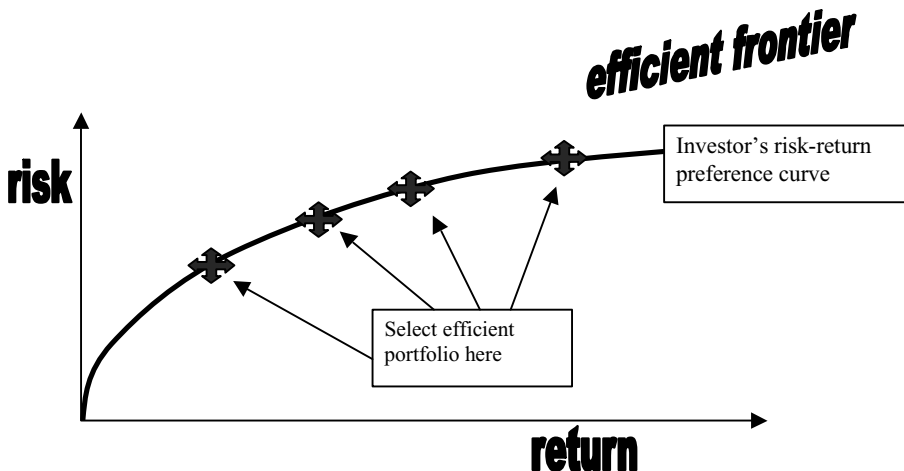 efficient frontier
Investor’s risk-return
preference curve
risk
Select efficient
portfolio here
return